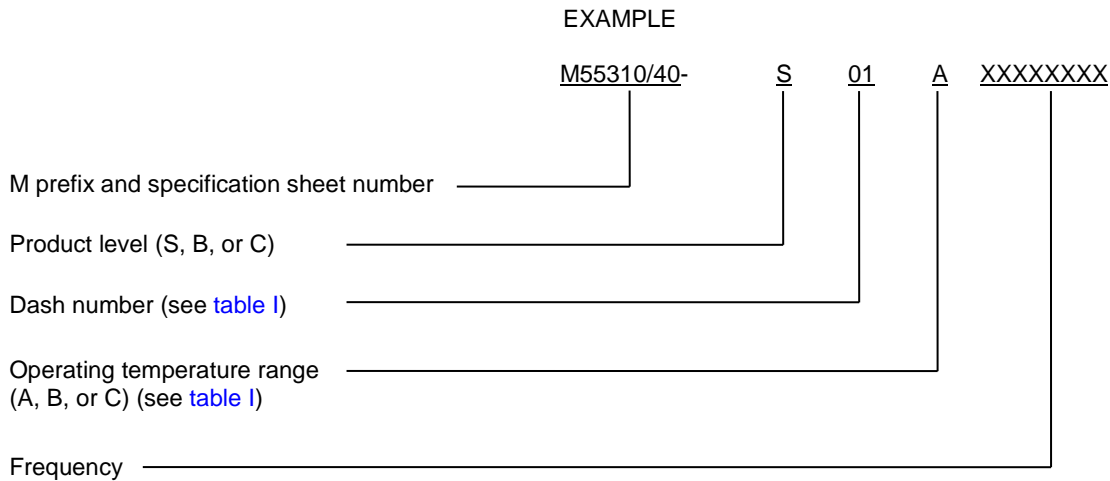 EXAMPLE
M55310/40- S 01 A XXXXXXXX
M prefix and specification sheet number
Product level (S, B, or C)
Dash number (see table I)
Operating temperature range
(A, B, or C) (see table I)
Frequency